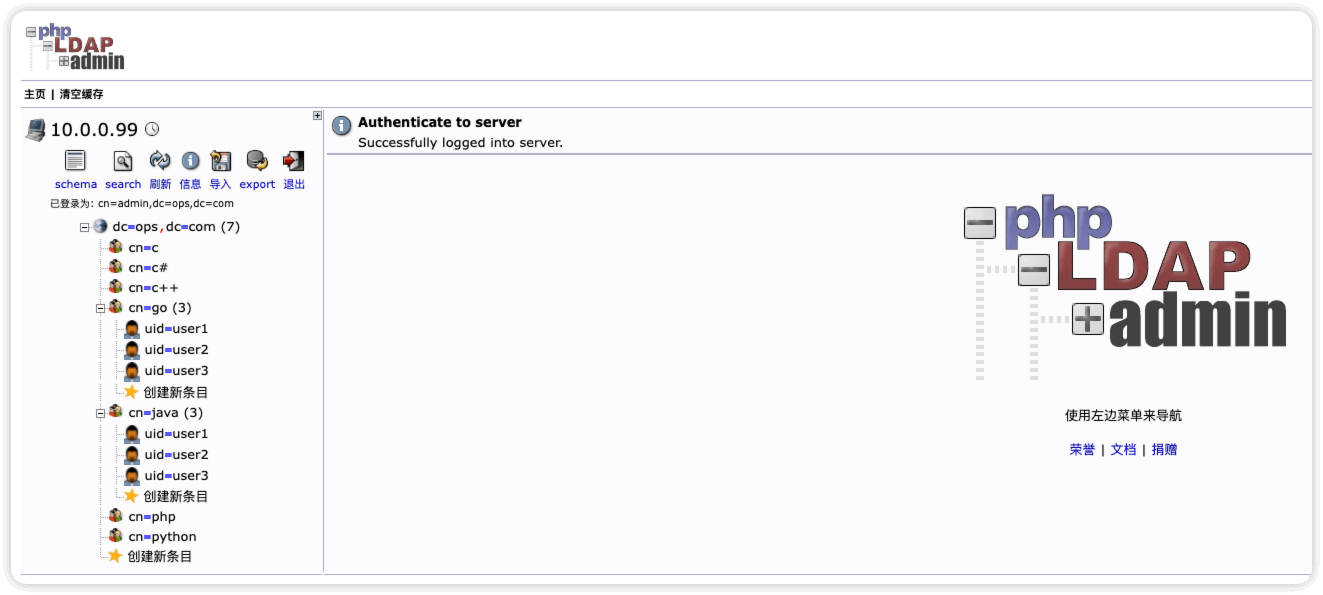 php
LDAP
admin
主页 | 清空缓存
10.0.0.99
schema search 刷新 信息 导入 export 退出
已登录为: cn=admin,dc=ops,dc=com
dc=ops,dc=com (7)
cn=c
cn=c#
cn=c++
cn=go (3)
uid=user1
uid=user2
uid=user3
创建新条目
cn=java (3)
uid=user1
uid=user2
uid=user3
创建新条目
cn=php
cn=python
创建新条目
Authenticate to server
Successfully logged into server.
php
LDAP
admin
使用左边菜单来导航
荣誉 | 文档 | 捐赠